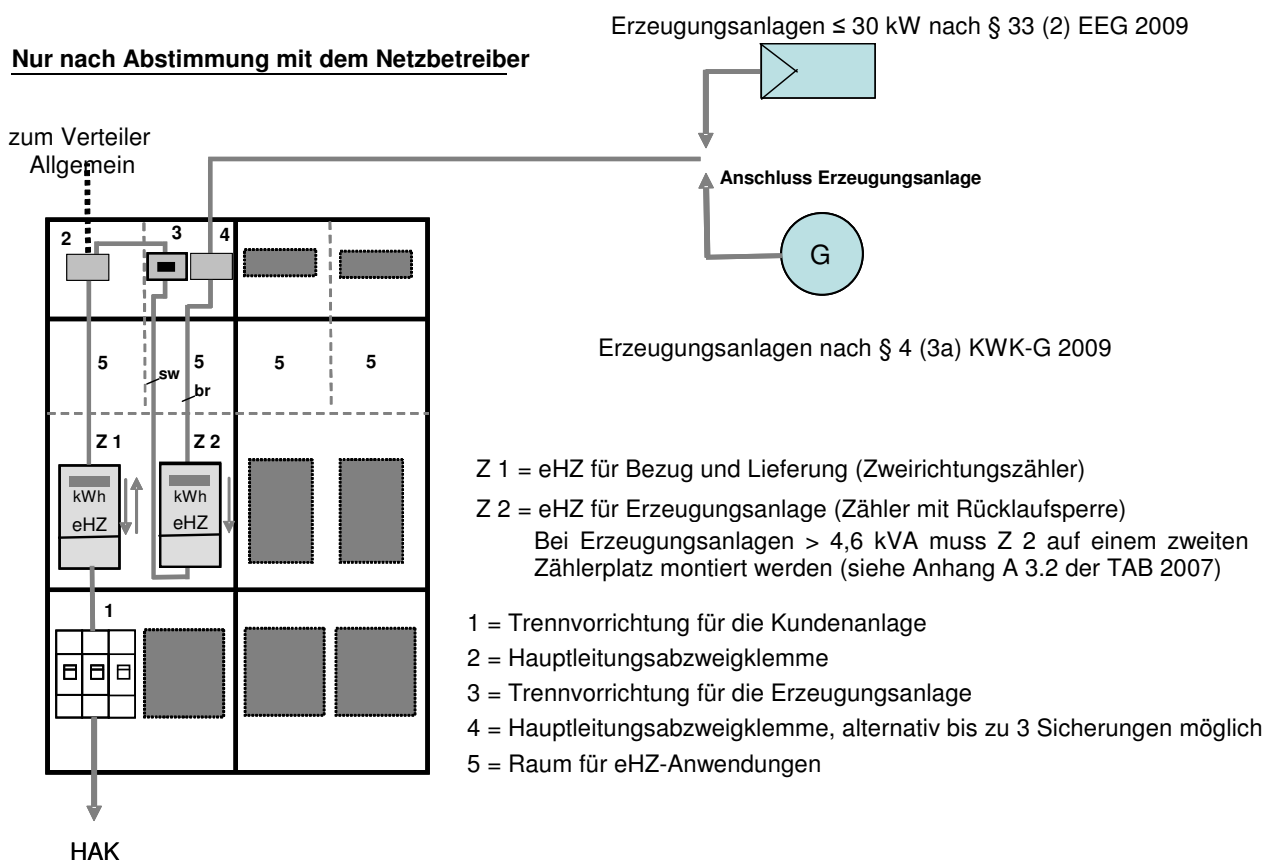 Erzeugungsanlagen ≤ 30 kW nach § 33 (2) EEG 2009
Nur nach Abstimmung mit dem Netzbetreiber
zum Verteiler
Allgemein
Anschluss Erzeugungsanlage
2
3
4
G
Erzeugungsanlagen nach § 4 (3a) KWK-G 2009
5
5
5
5
sw
br
Z 1
Z 2
kWh
eHZ
kWh
eHZ
Z 1 = eHZ für Bezug und Lieferung (Zweirichtungszähler)
Z 2 = eHZ für Erzeugungsanlage (Zähler mit Rücklaufsperre)
Bei Erzeugungsanlagen > 4,6 kVA muss Z 2 auf einem zweiten
Zählerplatz montiert werden (siehe Anhang A 3.2 der TAB 2007)
1
1 = Trennvorrichtung für die Kundenanlage
2 = Hauptleitungsabzweigklemme
3 = Trennvorrichtung für die Erzeugungsanlage
4 = Hauptleitungsabzweigklemme, alternativ bis zu 3 Sicherungen möglich
5 = Raum für eHZ-Anwendungen
HAK